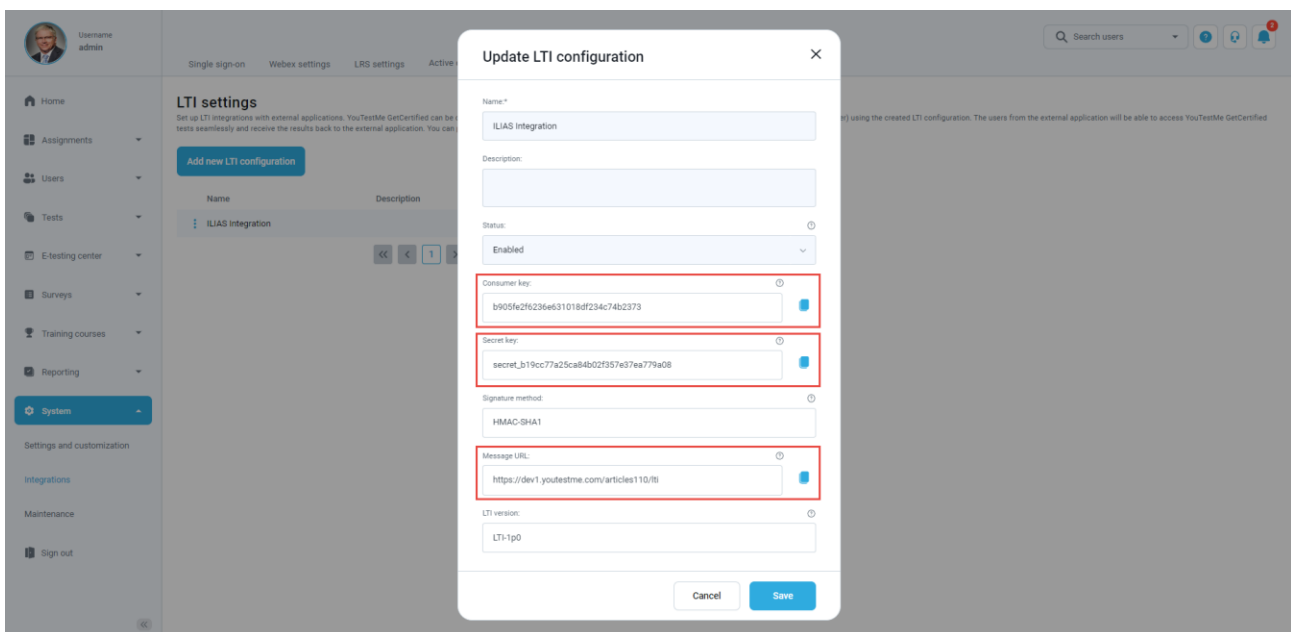 Username
admin
Search users
2
Single sign-on
Webex settings
LRS settings
Active
Home
Assignments
Users
Tests
E-testing center
Surveys
Training courses
Reporting
System
Settings and customization
Integrations
Maintenance
Sign out
LTI settings
Set up LTI integrations with external applications. YouTestMe GetCertified can be
er) using the created LTI configuration. The users from the external application will be able to access YouTestMe GetCertified
tests seamlessly and receive the results back to the external application. You can
Add new LTI configuration
Name
Description
ILIAS Integration
1
Update LTI configuration
Name:*
ILIAS Integration
Description:
Status:
Enabled
Consumer key:
b905fe2f6236e631018df234c74b2373
Secret key:
secret_b19cc77a25ca84b02f357e37ea779a08
Signature method:
HMAC-SHA1
Message URL:
https://dev1.youtestme.com/articles110/lti
LTI version:
LTI-1p0
Cancel
Save